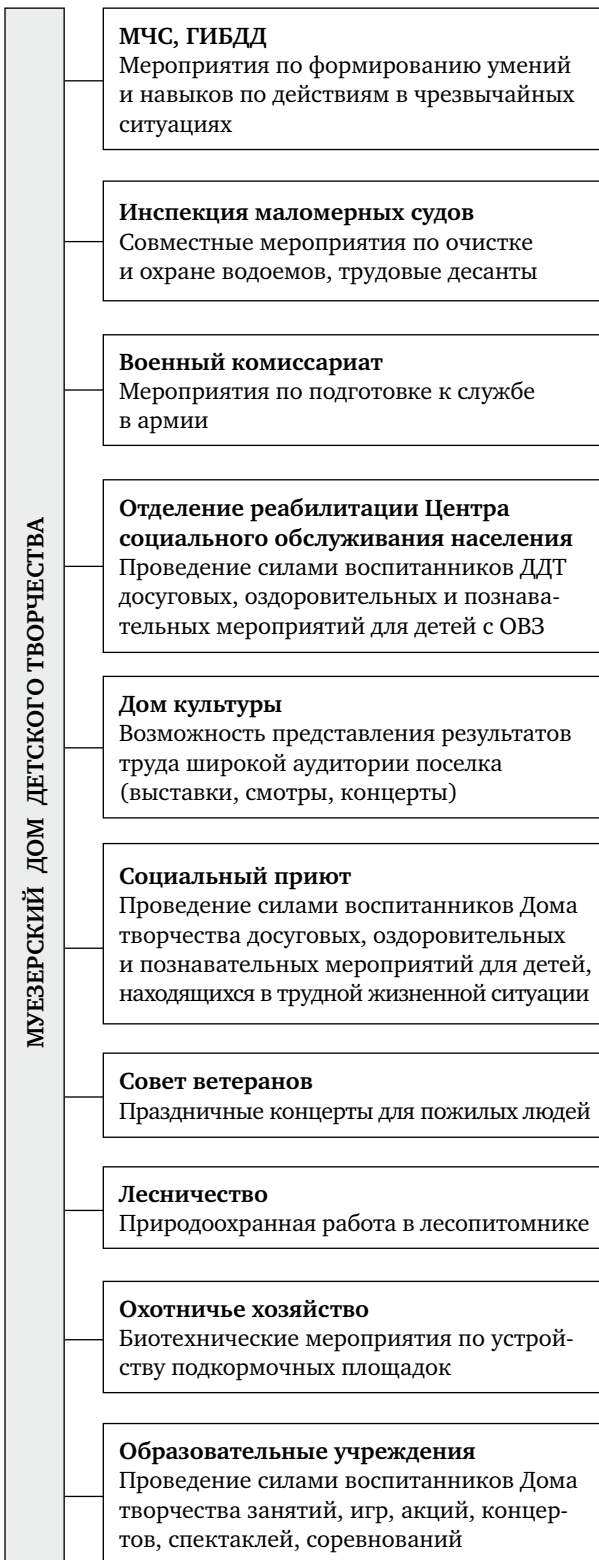 МУЕЗЕРСКИЙ ДОМ ДЕТСКОГО ТВОРЧЕСТВА
МЧС, ГИБДД
Мероприятия по формированию умений
и навыков по действиям в чрезвычайных
ситуациях
Инспекция маломерных судов
Совместные мероприятия по очистке
и охране водоемов, трудовые десанты
Военный комиссариат
Мероприятия по подготовке к службе
в армии
Отделение реабилитации Центра
социального обслуживания населения
Проведение силами воспитанников ДДТ
досуговых, оздоровительных и познава-
тельных мероприятий для детей с ОВЗ
Дом культуры
Возможность представления результатов
труда широкой аудитории поселка
(выставки, смотры, концерты)
Социальный приют
Проведение силами воспитанников Дома
творчества досуговых, оздоровительных
и познавательных мероприятий для детей,
находящихся в трудной жизненной ситуации
Совет ветеранов
Праздничные концерты для пожилых людей
Лесничество
Природоохранная работа в лесопитомнике
Охотничье хозяйство
Биотехнические мероприятия по устрой-
ству подкормочных площадок
Образовательные учреждения
Проведение силами воспитанников Дома
творчества занятий, игр, акций, концер-
тов, спектаклей, соревнований